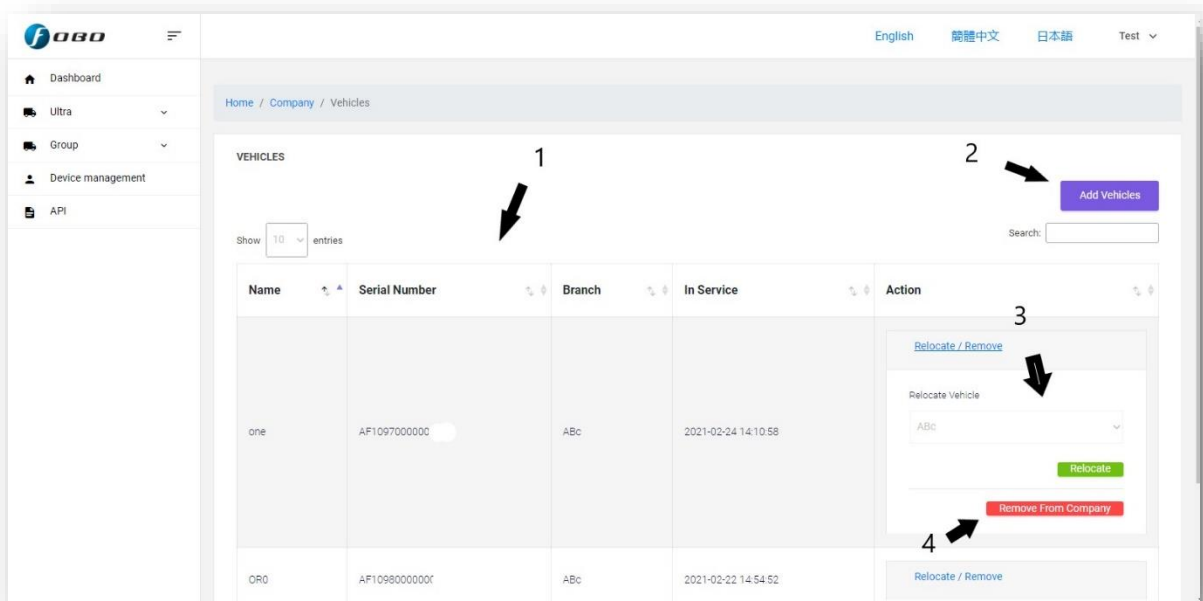 FOBO
English 簡體中文 日本語 Test
Dashboard
Ultra
Group
Device management
API
Home / Company / Vehicles
VEHICLES
1
2
Add Vehicles
Show 10 entries
Search:
Name Serial Number Branch In Service Action
3
Relocate / Remove
Relocate Vehicle
ABc
one AF1097000000 ABc 2021-02-24 14:10:58
Relocate
Remove From Company
4
OR0 AF1098000000 ABc 2021-02-22 14:54:52 Relocate / Remove